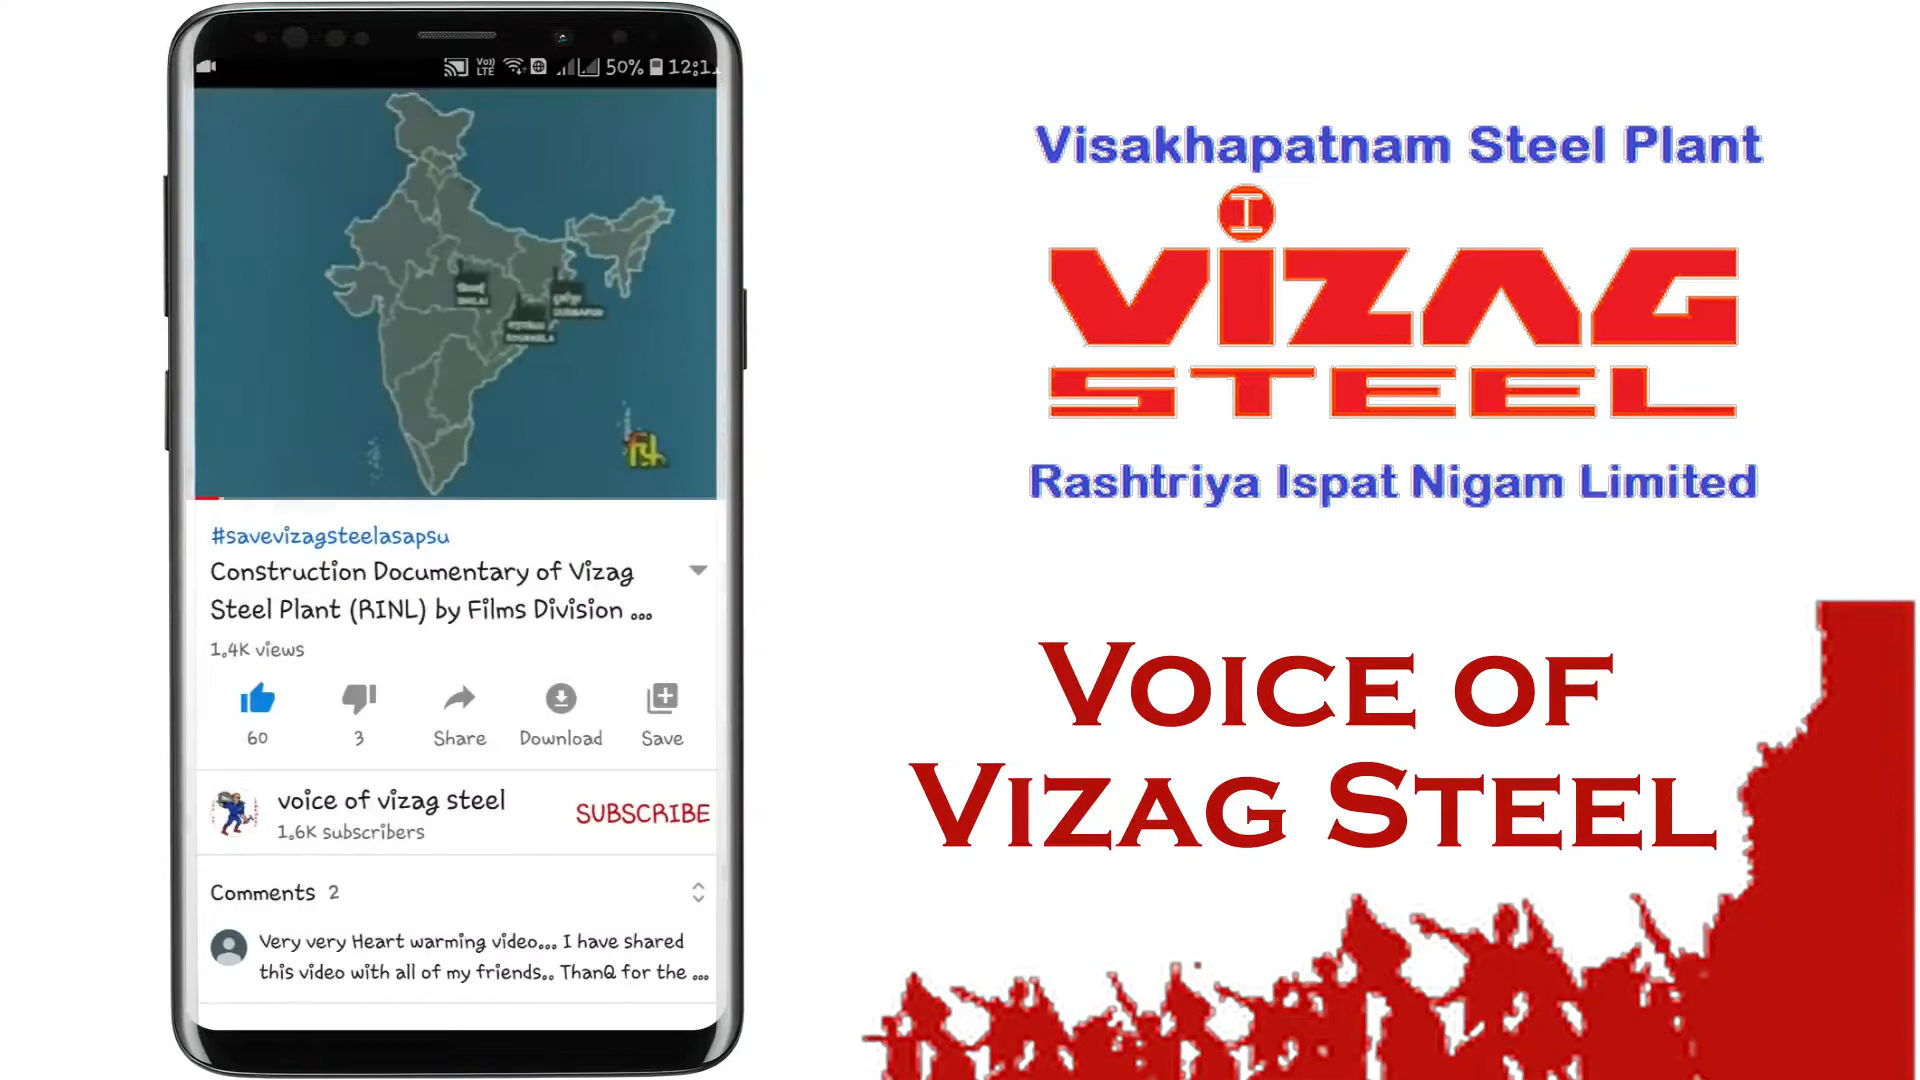 VoLTE 50% 12:11
#savevizagsteelasapsu
Construction Documentary of Vizag
Steel Plant (RINL) by Films Division ...
1.4K views
60 3 Share Download Save
voice of vizag steel
1.6K subscribers
SUBSCRIBE
Comments 2
Very very Heart warming video... I have shared
this video with all of my friends.. ThanQ for the ...
Visakhapatnam Steel Plant
VIZAG
STEEL
Rashtriya Ispat Nigam Limited
VOICE OF
VIZAG STEEL